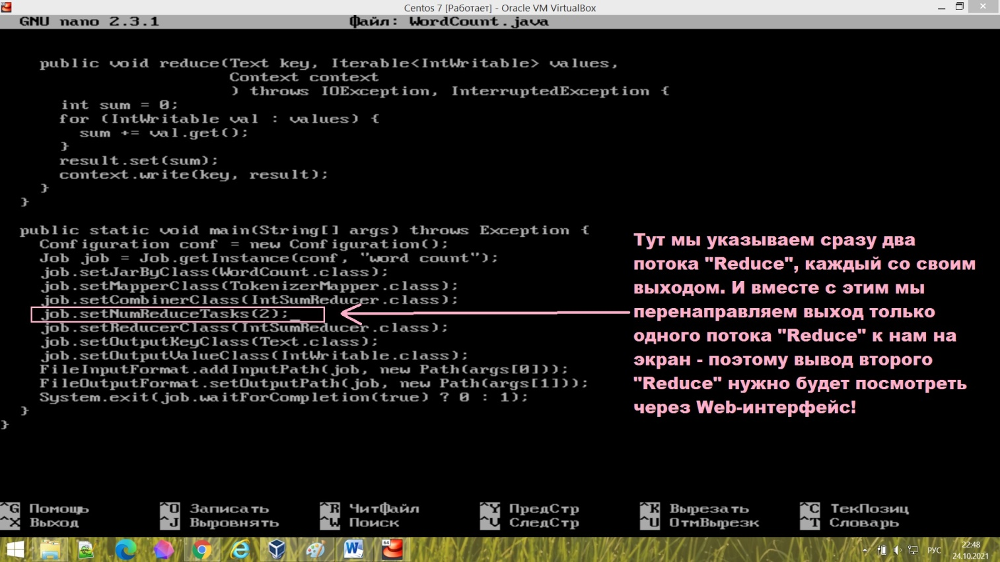 Centos 7 [Работает] - Oracle VM VirtualBox
GNU nano 2.3.1 Файл: WordCount.java
public void reduce(Text key, Iterable<IntWritable> values,
Context context
) throws IOException, InterruptedException {
int sum = 0;
for (IntWritable val : values) {
sum += val.get();
}
result.set(sum);
context.write(key, result);
}
}
public static void main(String[] args) throws Exception {
Configuration conf = new Configuration();
Job job = Job.getInstance(conf, "word count");
job.setJarByClass(WordCount.class);
job.setMapperClass(TokenizerMapper.class);
job.setCombinerClass(IntSumReducer.class);
job.setNumReduceTasks(2);_
job.setReducerClass(IntSumReducer.class);
job.setOutputKeyClass(Text.class);
job.setOutputValueClass(IntWritable.class);
FileInputFormat.addInputPath(job, new Path(args[0]));
FileOutputFormat.setOutputPath(job, new Path(args[1]));
System.exit(job.waitForCompletion(true) ? 0 : 1);
}
}
Тут мы указываем сразу два
потока "Reduce", каждый со своим
выходом. И вместе с этим мы
перенаправляем выход только
одного потока "Reduce" к нам на
экран - поэтому вывод второго
"Reduce" нужно будет посмотреть
через Web-интерфейс!
^G Помощь ^O Записать ^R ЧитФайл ^Y ПредСтр ^K Вырезать ^C ТекПозиц
^X Выход ^J Выровнять ^W Поиск ^V СледСтр ^U ОтмВырезк ^T Словарь
64
РУС
22:48
24.10.2021